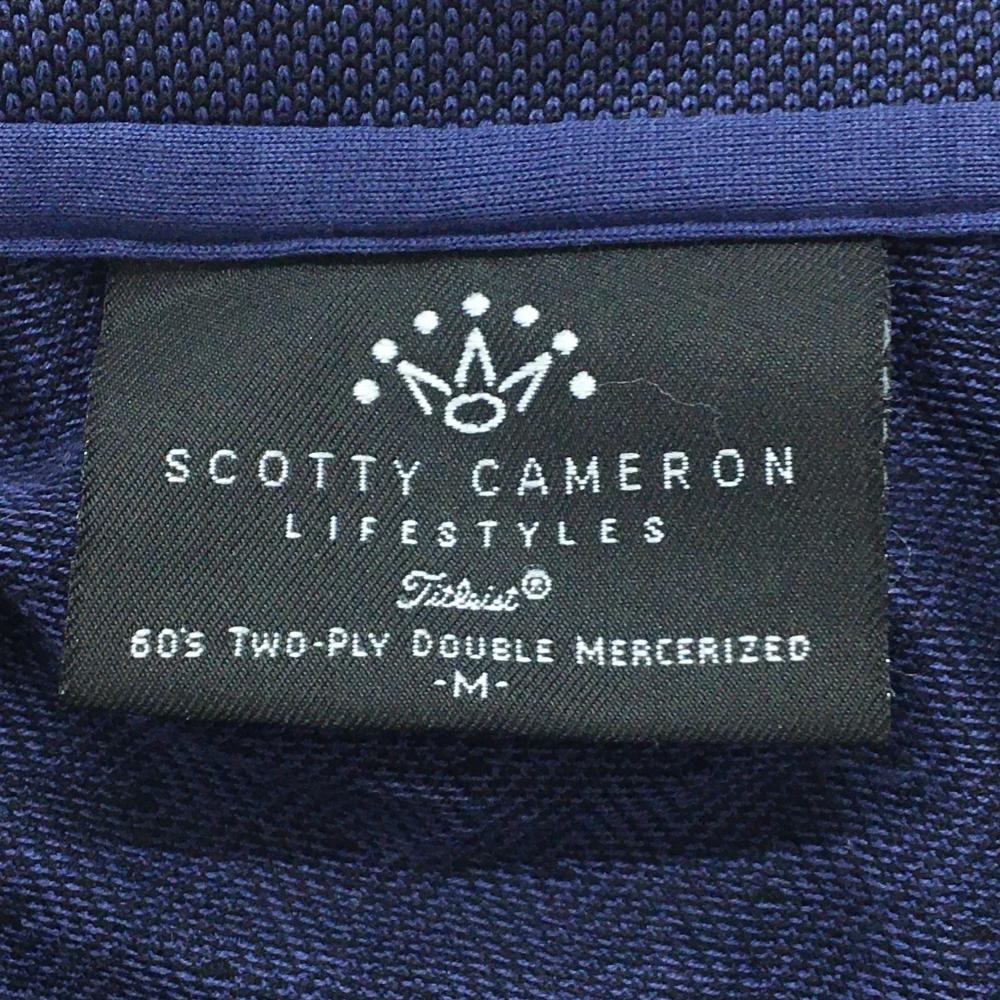 SCOTTY CAMERON
LIFESTYLES
Titleist®
60's TWO-PLY DOUBLE MERCERIZED
-M-